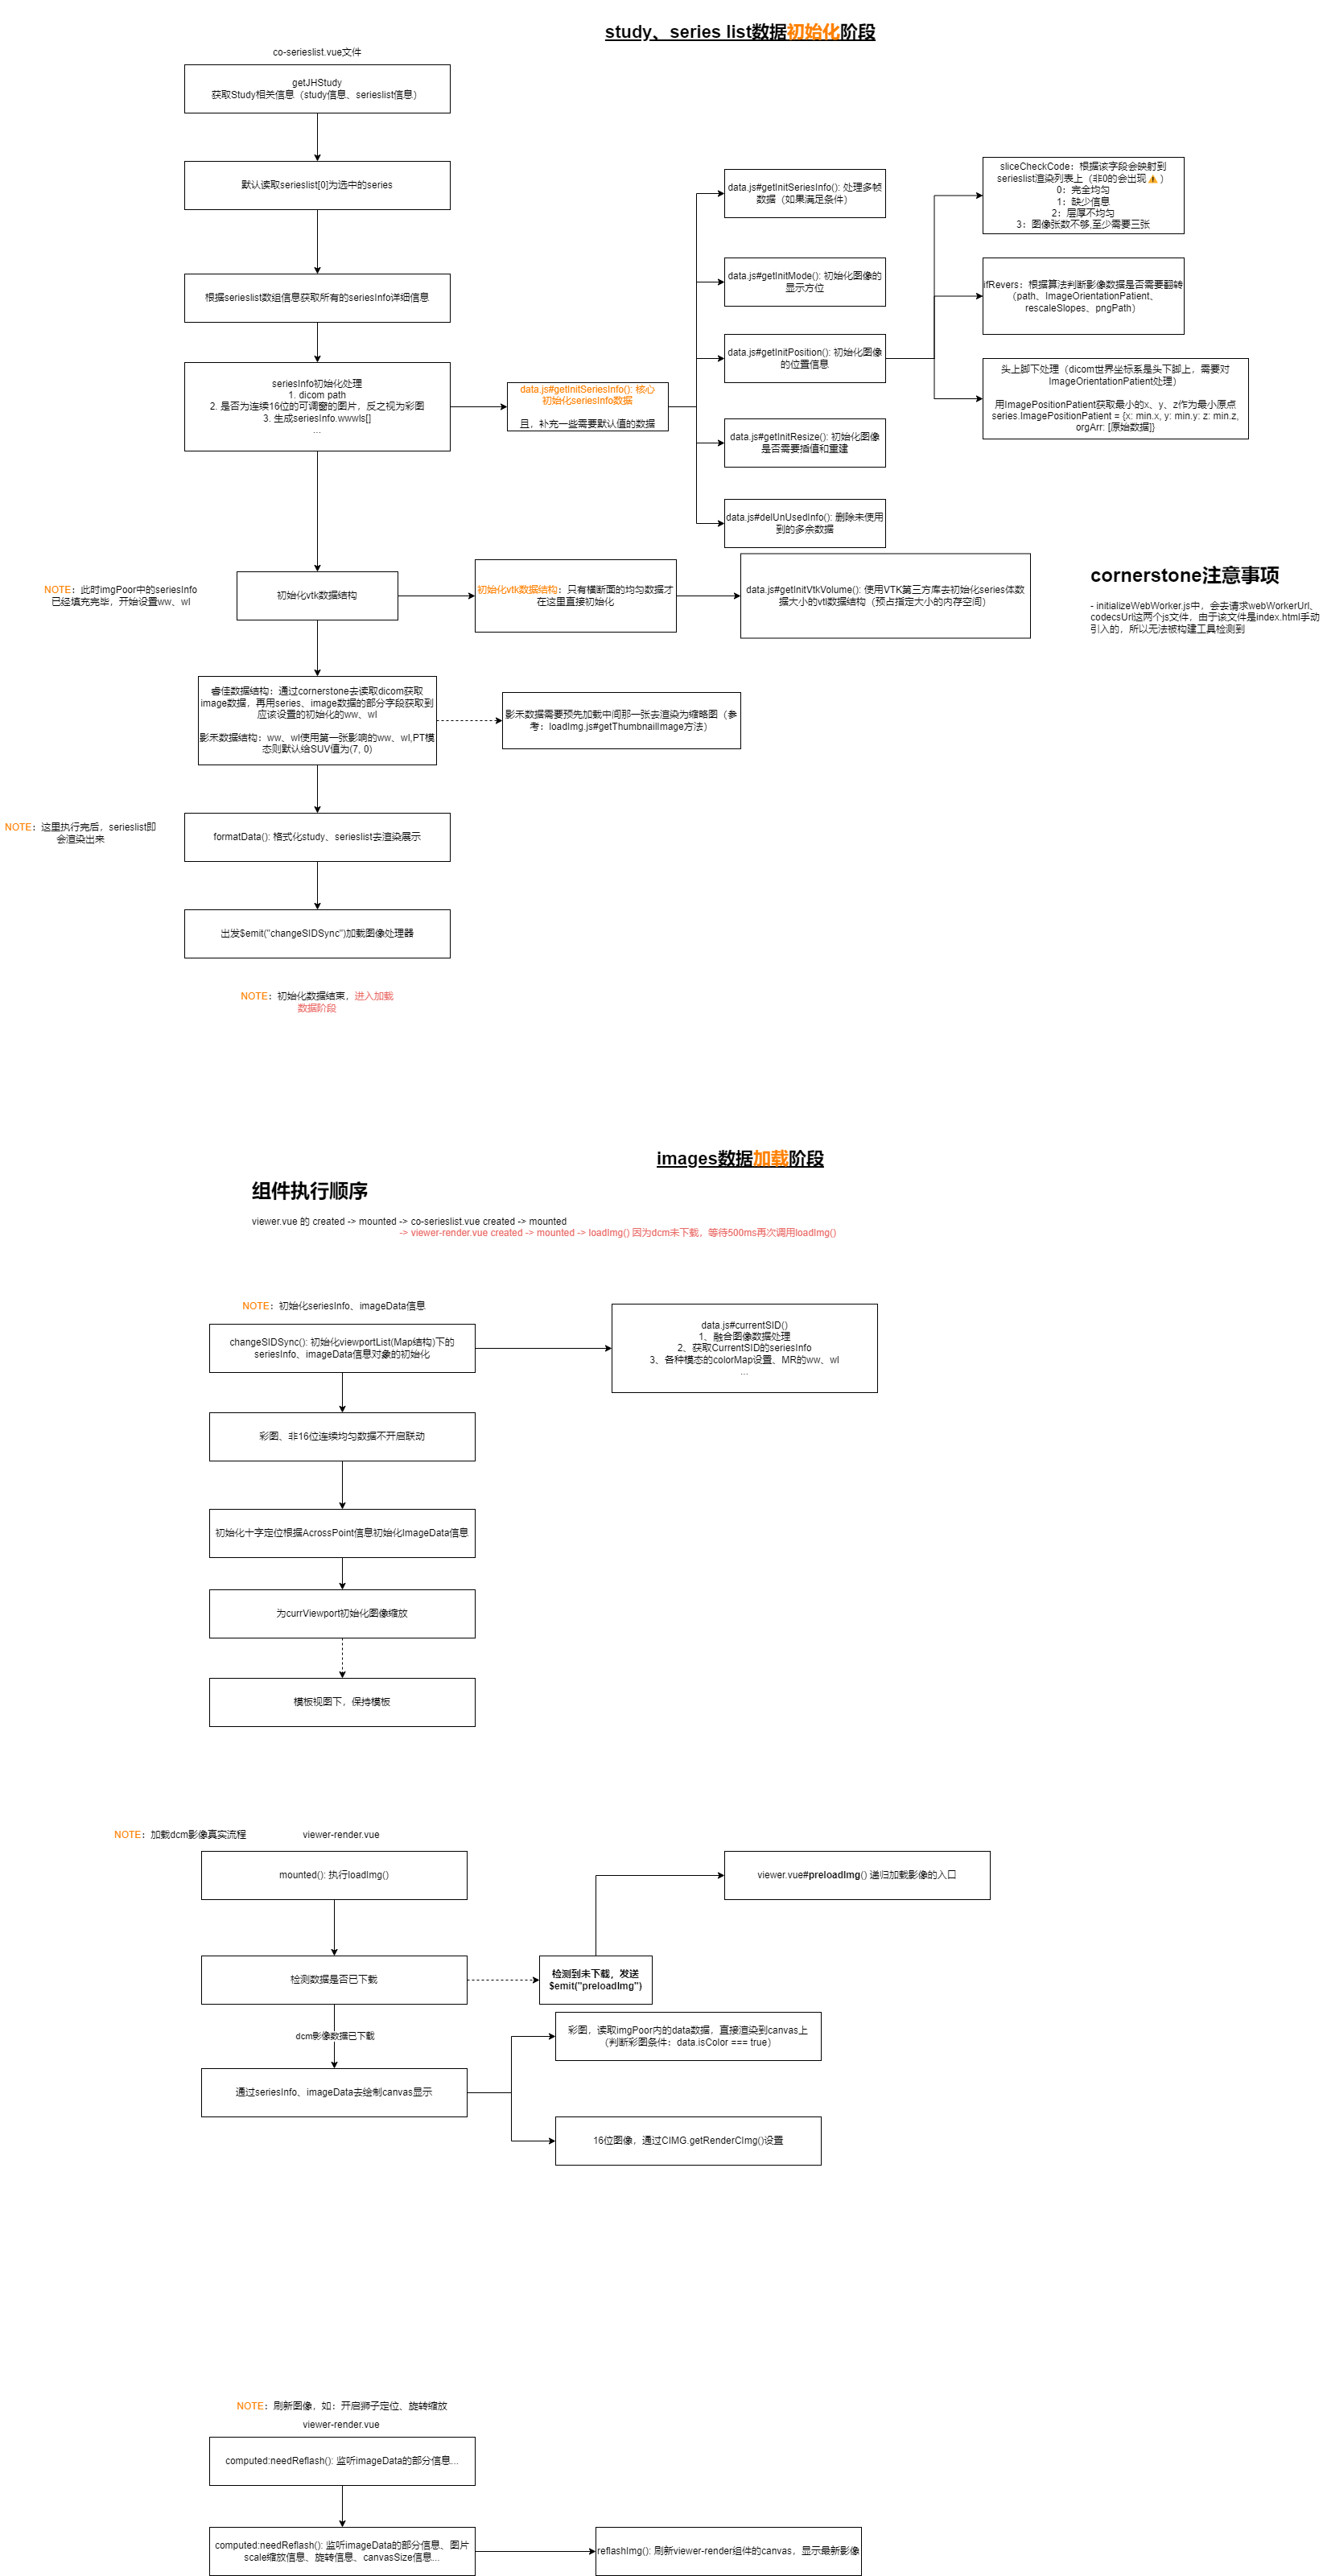 study、series list数据初始化阶段
co-serieslist.vue文件
getJHStudy
获取Study相关信息（study信息、serieslist信息）
默认读取serieslist[0]为选中的series
根据serieslist数组信息获取所有的seriesInfo详细信息
seriesInfo初始化处理
1. dicom path
2. 是否为连续16位的可调窗的图片，反之视为彩图
3. 生成seriesInfo.wwwls[]
...
data.js#getInitSeriesInfo(): 核心
初始化seriesInfo数据
且，补充一些需要默认值的数据
data.js#getInitSeriesInfo(): 处理多帧
数据（如果满足条件）
data.js#getInitMode(): 初始化图像的
显示方位
data.js#getInitPosition(): 初始化图像
的位置信息
data.js#getInitResize(): 初始化图像
是否需要插值和重建
data.js#delUnUsedInfo(): 删除未使用
到的多余数据
sliceCheckCode：根据该字段会映射到
serieslist渲染列表上（非0的会出现⚠️）
0：完全均匀
1：缺少信息
2：层厚不均匀
3：图像张数不够,至少需要三张
ifRevers：根据算法判断影像数据是否需要翻转
（path、ImageOrientationPatient、
rescaleSlopes、pngPath）
头上脚下处理（dicom世界坐标系是头下脚上，需要对
ImageOrientationPatient处理）
用ImagePositionPatient获取最小的x、y、z作为最小原点
series.ImagePositionPatient = {x: min.x, y: min.y: z: min.z,
orgArr: [原始数据]}
NOTE：此时imgPoor中的seriesInfo
已经填充完毕，开始设置ww、wl
初始化vtk数据结构
初始化vtk数据结构：只有横断面的均匀数据才
在这里直接初始化
data.js#getInitVtkVolume(): 使用VTK第三方库去初始化series体数
据大小的vtl数据结构（预占指定大小的内存空间）
cornerstone注意事项
- initializeWebWorker.js中，会去请求webWorkerUrl、
codecsUrl这两个js文件，由于该文件是index.html手动
引入的，所以无法被构建工具检测到
睿佳数据结构：通过cornerstone去读取dicom获取
image数据，再用series、image数据的部分字段获取到
应该设置的初始化的ww、wl
影禾数据结构：ww、wl使用第一张影响的ww、wl,PT模
态则默认给SUV值为(7, 0)
影禾数据需要预先加载中间那一张去渲染为缩略图（参
考：loadImg.js#getThumbnailImage方法）
NOTE：这里执行完后，serieslist即
会渲染出来
formatData(): 格式化study、serieslist去渲染展示
出发$emit("changeSIDSync")加载图像处理器
NOTE：初始化数据结束，进入加载
数据阶段
images数据加载阶段
组件执行顺序
viewer.vue 的 created -> mounted -> co-serieslist.vue created -> mounted
-> viewer-render.vue created -> mounted -> loadImg() 因为dcm未下载，等待500ms再次调用loadImg()
NOTE：初始化seriesInfo、imageData信息
changeSIDSync(): 初始化viewportList(Map结构)下的
seriesInfo、imageData信息对象的初始化
data.js#currentSID()
1、融合图像数据处理
2、获取CurrentSID的seriesInfo
3、各种模态的colorMap设置、MR的ww、wl
...
彩图、非16位连续均匀数据不开启联动
初始化十字定位根据AcrossPoint信息初始化ImageData信息
为currViewport初始化图像缩放
模板视图下，保持模板
NOTE：加载dcm影像真实流程
viewer-render.vue
mounted(): 执行loadImg()
viewer.vue#preloadImg() 递归加载影像的入口
检测数据是否已下载
检测到未下载，发送
$emit("preloadImg")
dcm影像数据已下载
彩图，读取imgPoor内的data数据，直接渲染到canvas上
（判断彩图条件：data.isColor === true）
通过seriesInfo、imageData去绘制canvas显示
16位图像，通过CIMG.getRenderCImg()设置
NOTE：刷新图像，如：开启狮子定位、旋转缩放
viewer-render.vue
computed:needReflash(): 监听imageData的部分信息...
computed:needReflash(): 监听imageData的部分信息、图片
scale缩放信息、旋转信息、canvasSize信息...
reflashImg(): 刷新viewer-render组件的canvas，显示最新影像